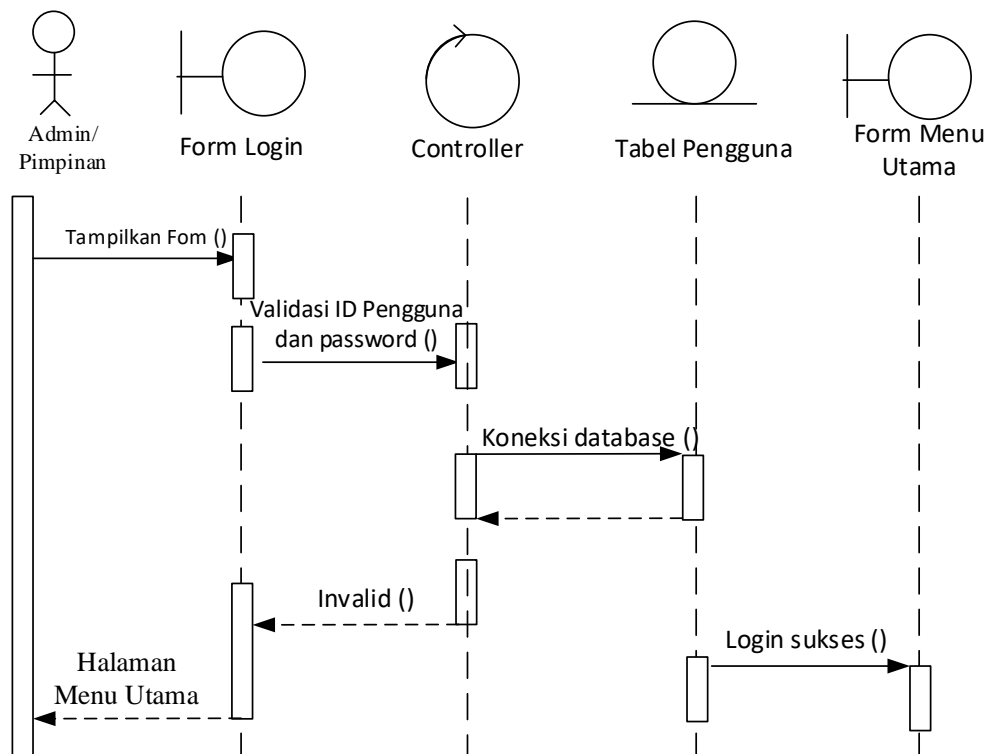 Admin/
Pimpinan
Form Login
Controller
Tabel Pengguna
Form Menu
Utama
Tampilkan Fom ()
Validasi ID Pengguna
dan password ()
Koneksi database ()
Invalid ()
Login sukses ()
Halaman
Menu Utama